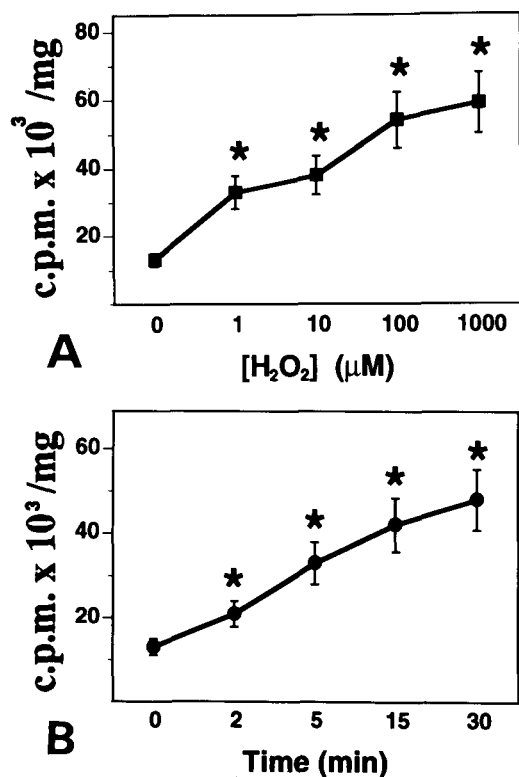 c.p.m. x 10³ /mg
80
60
40
20
* * * *
0 1 10 100 1000
A
[H₂O₂] (μM)
c.p.m. x 10³/mg
60
40
20
* * * *
0 2 5 15 30
B
Time (min)